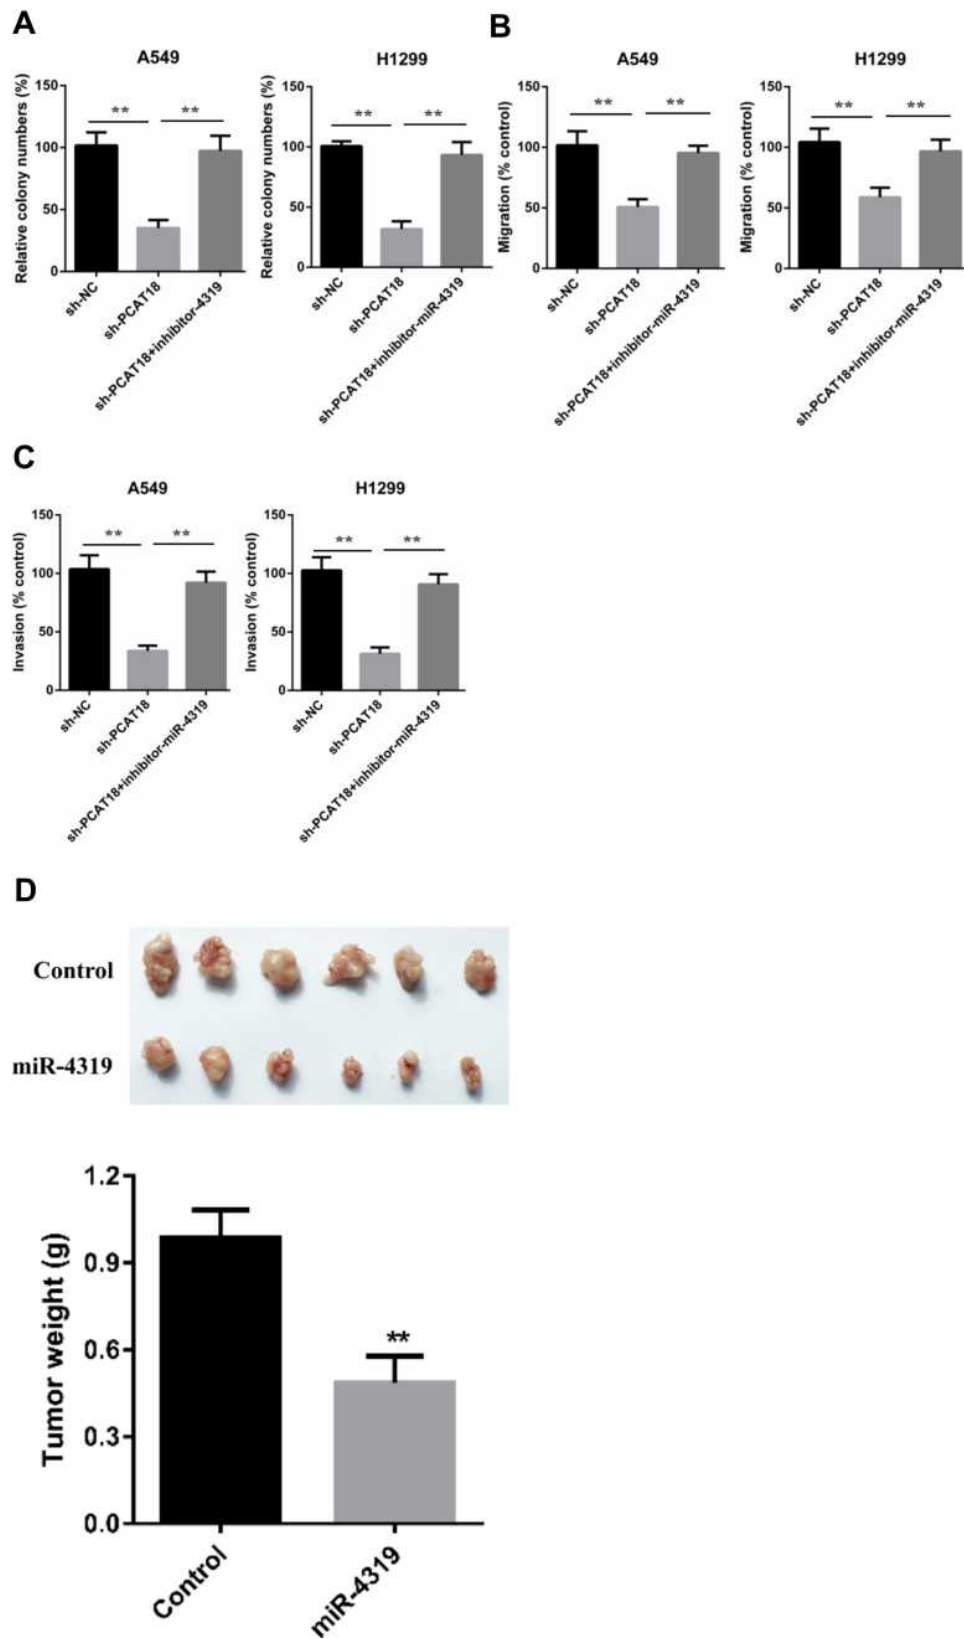 A
A549
Relative colony numbers (%)
150
100
50
0
** **
sh-NC
sh-PCAT18
sh-PCAT18+inhibitor-4319
H1299
Relative colony numbers (%)
150
100
50
0
** **
sh-NC
sh-PCAT18
sh-PCAT18+inhibitor-miR-4319
B
A549
Migration (% control)
150
100
50
0
** **
sh-NC
sh-PCAT18
sh-PCAT18+inhibitor-miR-4319
H1299
Migration (% control)
150
100
50
0
** **
sh-NC
sh-PCAT18
sh-PCAT18+inhibitor-miR-4319
C
A549
Invasion (% control)
150
100
50
0
** **
sh-NC
sh-PCAT18
sh-PCAT18+inhibitor-miR-4319
H1299
Invasion (% control)
150
100
50
0
** **
sh-NC
sh-PCAT18
sh-PCAT18+inhibitor-miR-4319
D
Control
miR-4319
Tumor weight (g)
1.2
0.9
0.6
0.3
0.0
**
Control
miR-4319